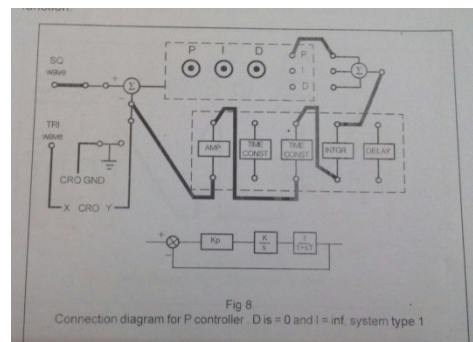 function.
P I D
SQ
wave
+
Σ
−
P
I
D
Σ
TRI
wave
AMP
TIME
CONST
TIME
CONST
INTGR
DELAY
CRO GND
X CRO Y
+
−
Kp
K
s
1
1+sT
Fig 8.
Connection diagram for P controller . D is = 0 and I = inf, system type 1